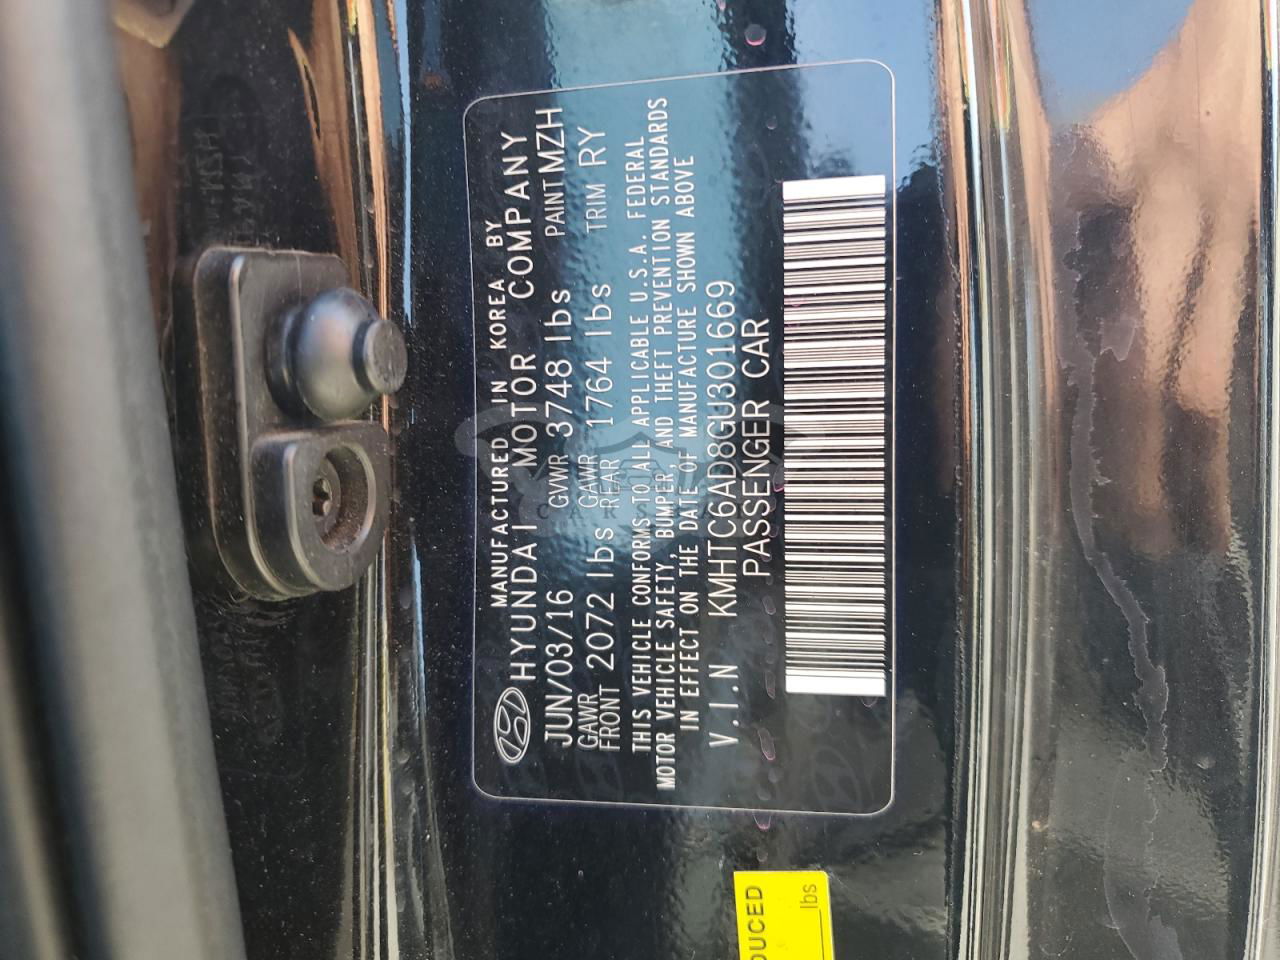 MANUFACTURED IN KOREA BY
HYUNDAI MOTOR COMPANY
JUN/03/16 GVWR 3748 lbs PAINT MZH
GAWR FRONT 2072 lbs GAWR REAR 1764 lbs TRIM RY
THIS VEHICLE CONFORMS TO ALL APPLICABLE U.S.A. FEDERAL
MOTOR VEHICLE SAFETY, BUMPER, AND THEFT PREVENTION STANDARDS
IN EFFECT ON THE DATE OF MANUFACTURE SHOWN ABOVE
V.I.N KMHTC6AD8GU301669
PASSENGER CAR
DUCED
lbs